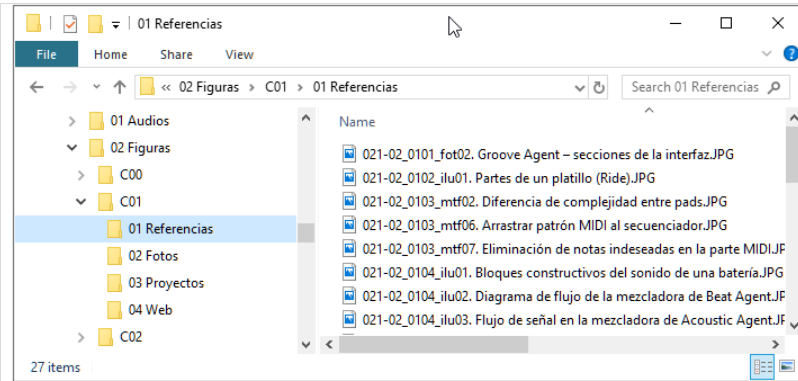 01 Referencias
File Home Share View
« 02 Figuras > C01 > 01 Referencias
Search 01 Referencias
01 Audios
02 Figuras
C00
C01
01 Referencias
02 Fotos
03 Proyectos
04 Web
C02
Name
021-02_0101_fot02. Groove Agent – secciones de la interfaz.JPG
021-02_0102_ilu01. Partes de un platillo (Ride).JPG
021-02_0103_mtf02. Diferencia de complejidad entre pads.JPG
021-02_0103_mtf06. Arrastrar patrón MIDI al secuenciador.JPG
021-02_0103_mtf07. Eliminación de notas indeseadas en la parte MIDI.JP
021-02_0104_ilu01. Bloques constructivos del sonido de una batería.JPG
021-02_0104_ilu02. Diagrama de flujo de la mezcladora de Beat Agent.JP
021-02_0104_ilu03. Flujo de señal en la mezcladora de Acoustic Agent.JP
27 items